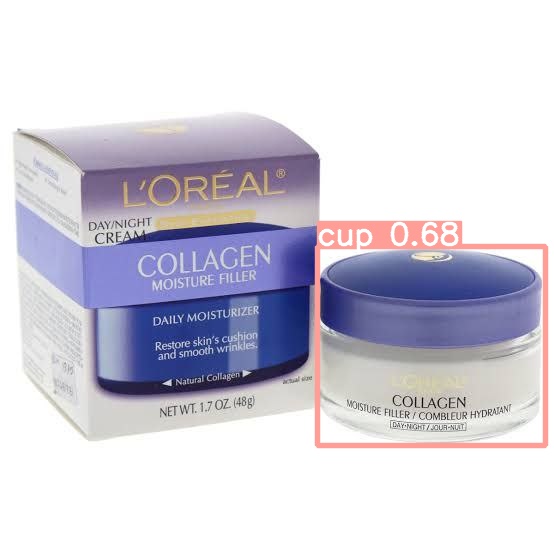 L'ORÉAL®
DAY/NIGHT
CREAM
COLLAGEN
MOISTURE FILLER
DAILY MOISTURIZER
Restore skin's cushion
and smooth wrinkles.
◄ Natural Collagen ►
actual size
NET WT. 1.7 OZ. (48g)
cup 0.68
L'ORÉAL
COLLAGEN
MOISTURE FILLER / COMBLEUR HYDRATANT
DAY•NIGHT / JOUR•NUIT